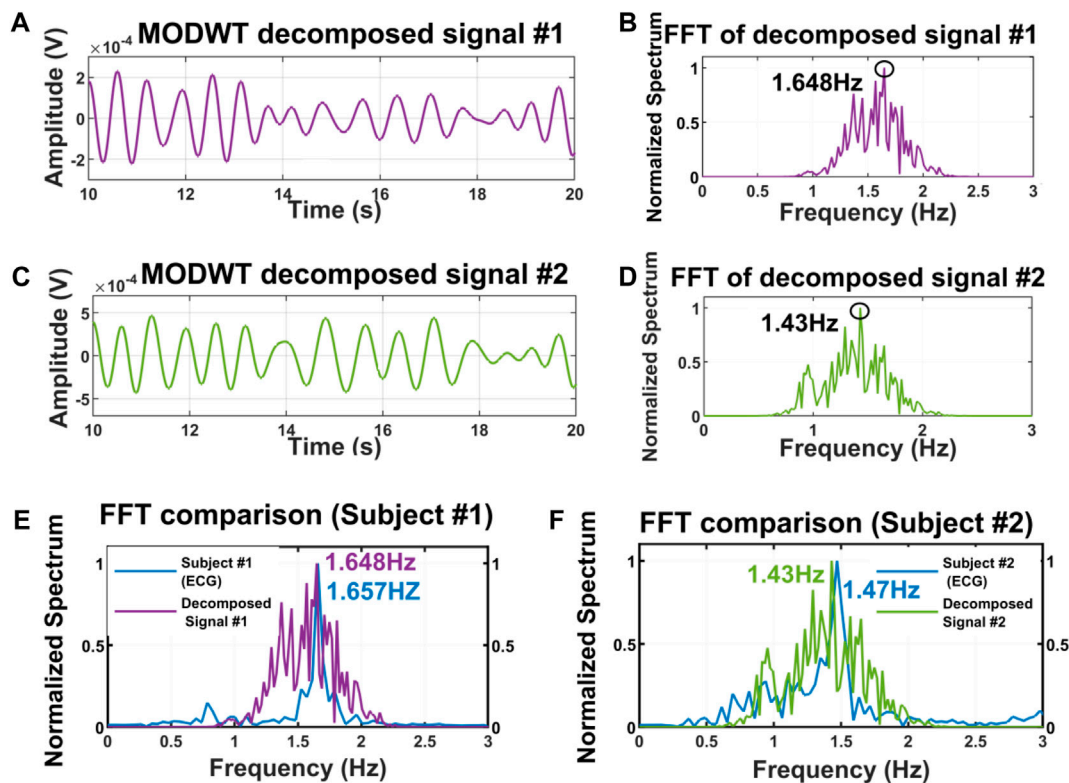 A
MODWT decomposed signal #1
×10-4
Amplitude (V)
2
0
-2
10 12 14 16 18 20
Time (s)
B
FFT of decomposed signal #1
Normalized Spectrum
1
0.5
0
1.648Hz
0 0.5 1 1.5 2 2.5 3
Frequency (Hz)
C
MODWT decomposed signal #2
×10-4
Amplitude (V)
5
0
-5
10 12 14 16 18 20
Time (s)
D
FFT of decomposed signal #2
Normalized Spectrum
1
0.5
0
1.43Hz
0 1 2 3
Frequency (Hz)
E
FFT comparison (Subject #1)
Normalized Spectrum
1
0.5
0
Subject #1
(ECG)
Decomposed
Signal #1
1.648Hz
1.657HZ
1
0.5
0
0 0.5 1 1.5 2 2.5 3
Frequency (Hz)
F
FFT comparison (Subject #2)
Normalized Spectrum
1
0.5
0
1.43Hz
1.47Hz
Subject #2
(ECG)
Decomposed
Signal #2
1
0.5
0
0 0.5 1 1.5 2 2.5 3
Frequency (Hz)